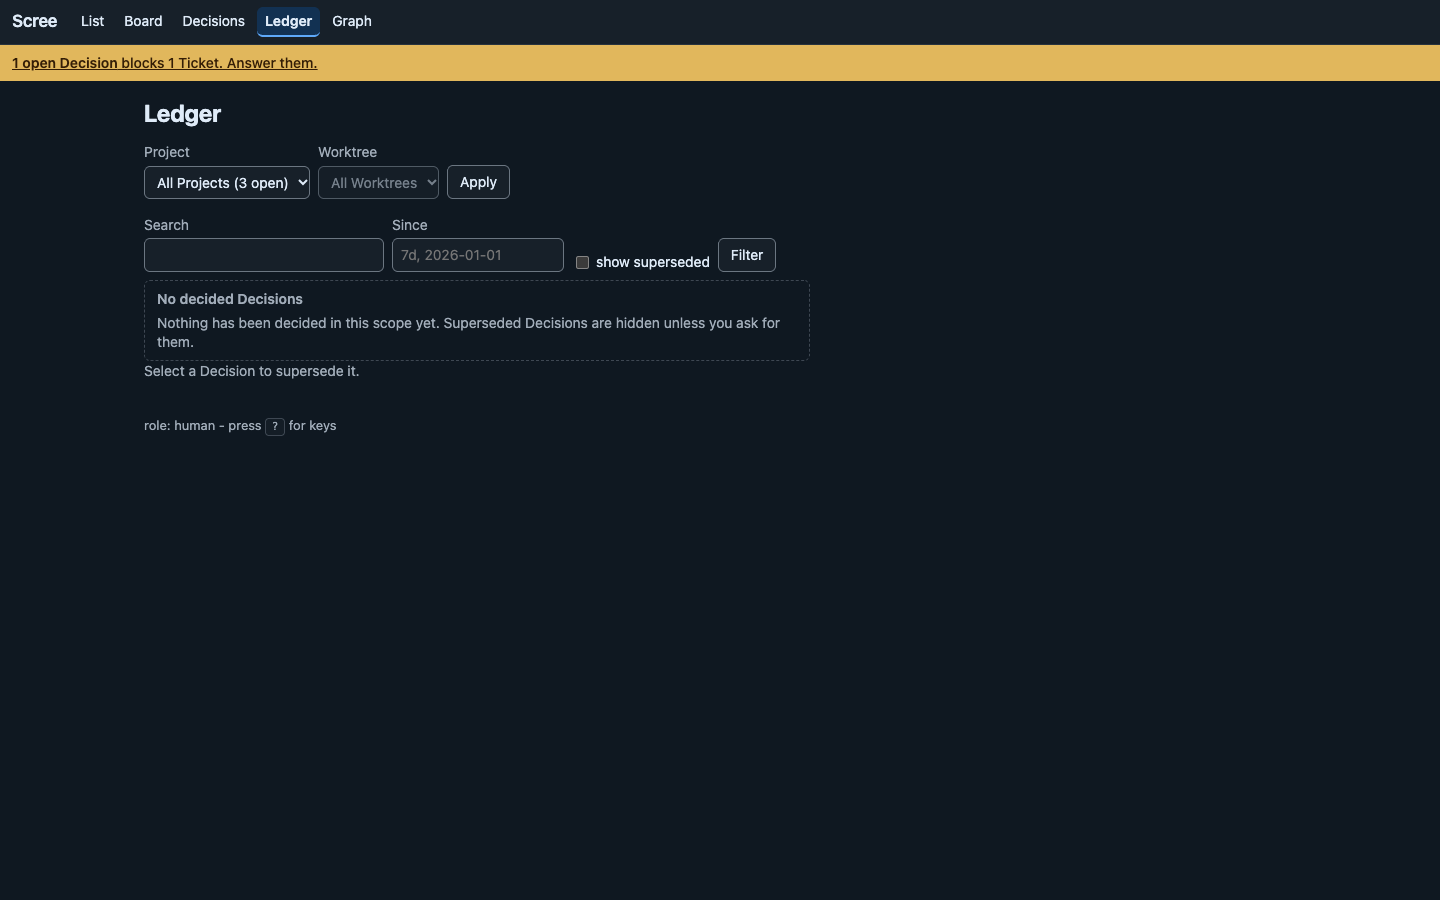 Scree List Board Decisions Ledger Graph
1 open Decision blocks 1 Ticket. Answer them.
Ledger
Project Worktree
All Projects (3 open) All Worktrees Apply
Search Since
7d, 2026-01-01 show superseded Filter
No decided Decisions
Nothing has been decided in this scope yet. Superseded Decisions are hidden unless you ask for
them.
Select a Decision to supersede it.
role: human - press ? for keys